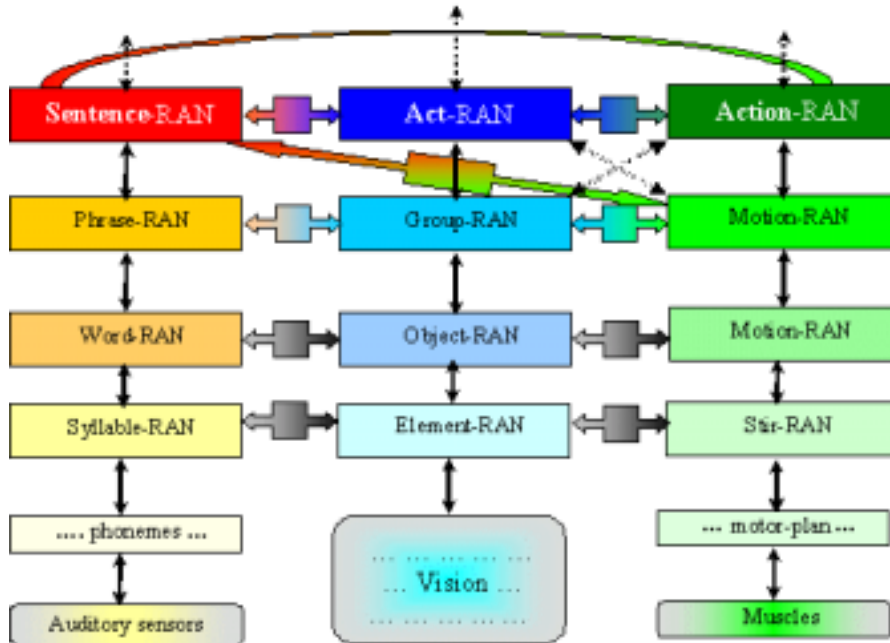 Sentence-RAN
Act-RAN
Action-RAN
Phrase-RAN
Group-RAN
Motion-RAN
Word-RAN
Object-RAN
Motion-RAN
Syllable-RAN
Element-RAN
Stir-RAN
.... phonemes ...
... motor-plan ...
... ... ... ... ...
... Vision ...
... ... ... ... ...
Auditory sensors
Muscles